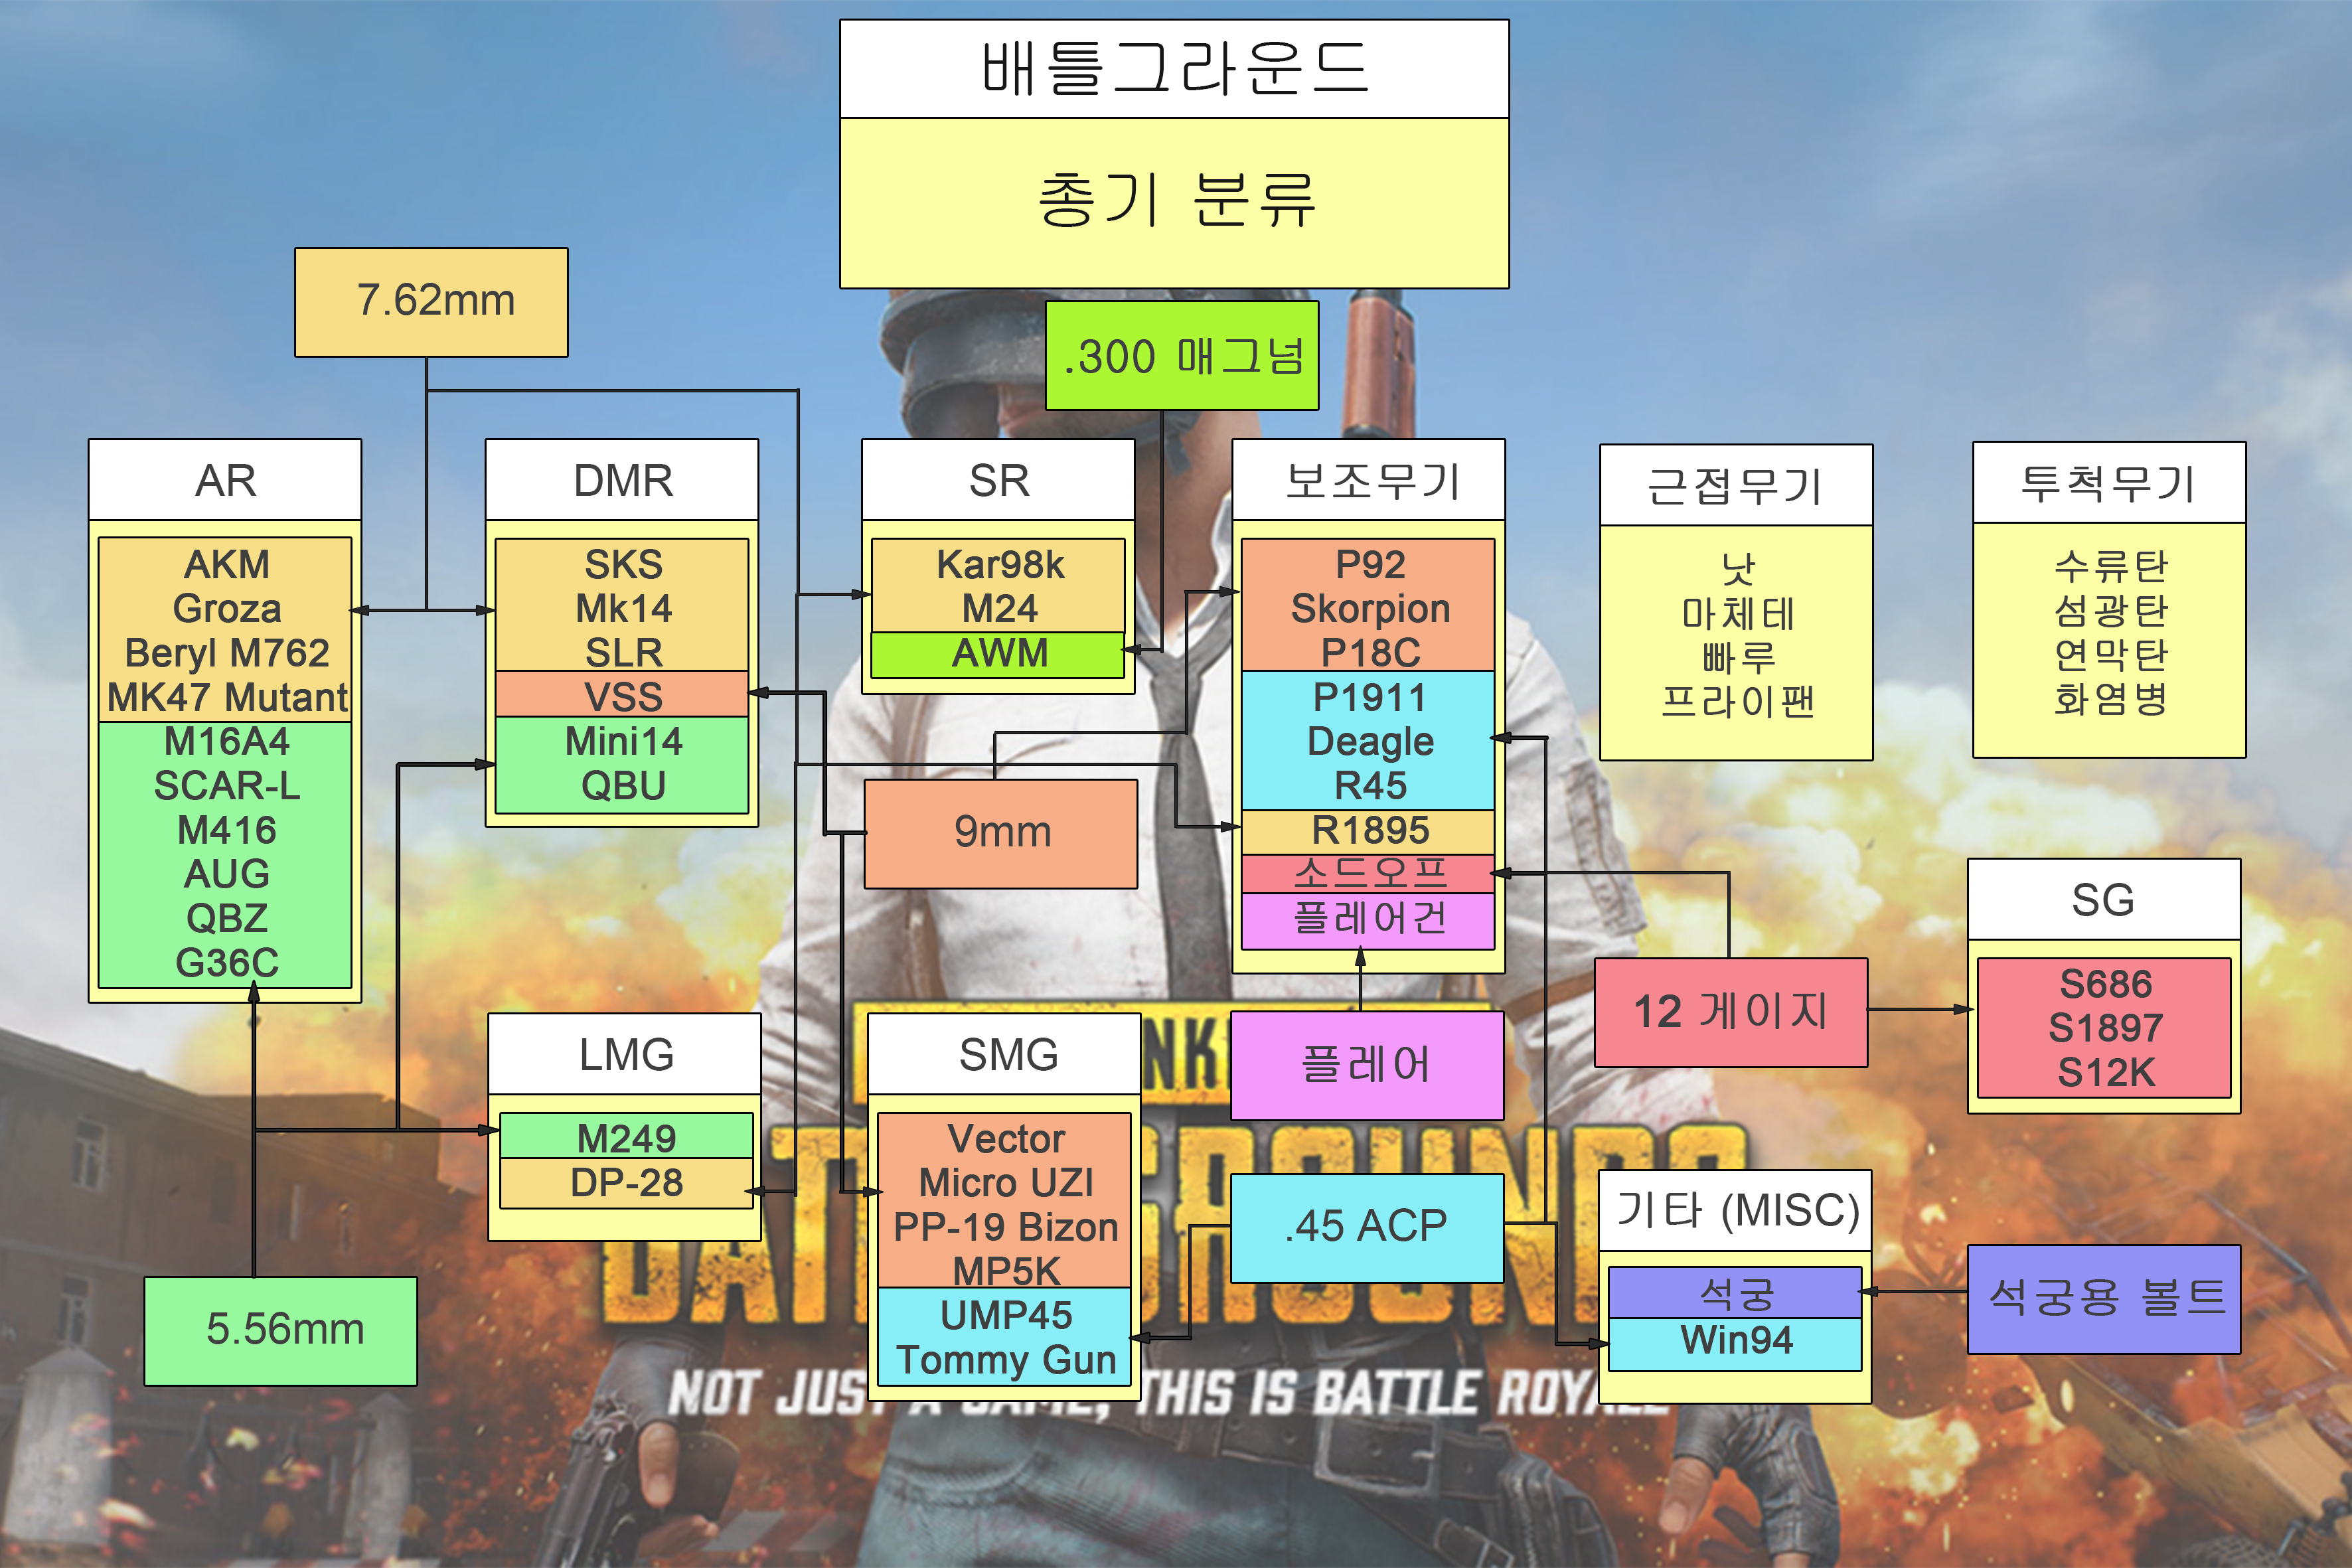 배틀그라운드
총기 분류
7.62mm
.300 매그넘
AR
AKM
Groza
Beryl M762
MK47 Mutant
M16A4
SCAR-L
M416
AUG
QBZ
G36C
DMR
SKS
Mk14
SLR
VSS
Mini14
QBU
SR
Kar98k
M24
AWM
보조무기
P92
Skorpion
P18C
P1911
Deagle
R45
R1895
소드오프
플레어건
근접무기
낫
마체테
빠루
프라이팬
투척무기
수류탄
섬광탄
연막탄
화염병
9mm
SG
S686
S1897
S12K
12 게이지
LMG
M249
DP-28
SMG
Vector
Micro UZI
PP-19 Bizon
MP5K
UMP45
Tommy Gun
플레어
.45 ACP
기타 (MISC)
석궁
Win94
석궁용 볼트
5.56mm
NOT JUS
THIS IS BATTLE ROYALE